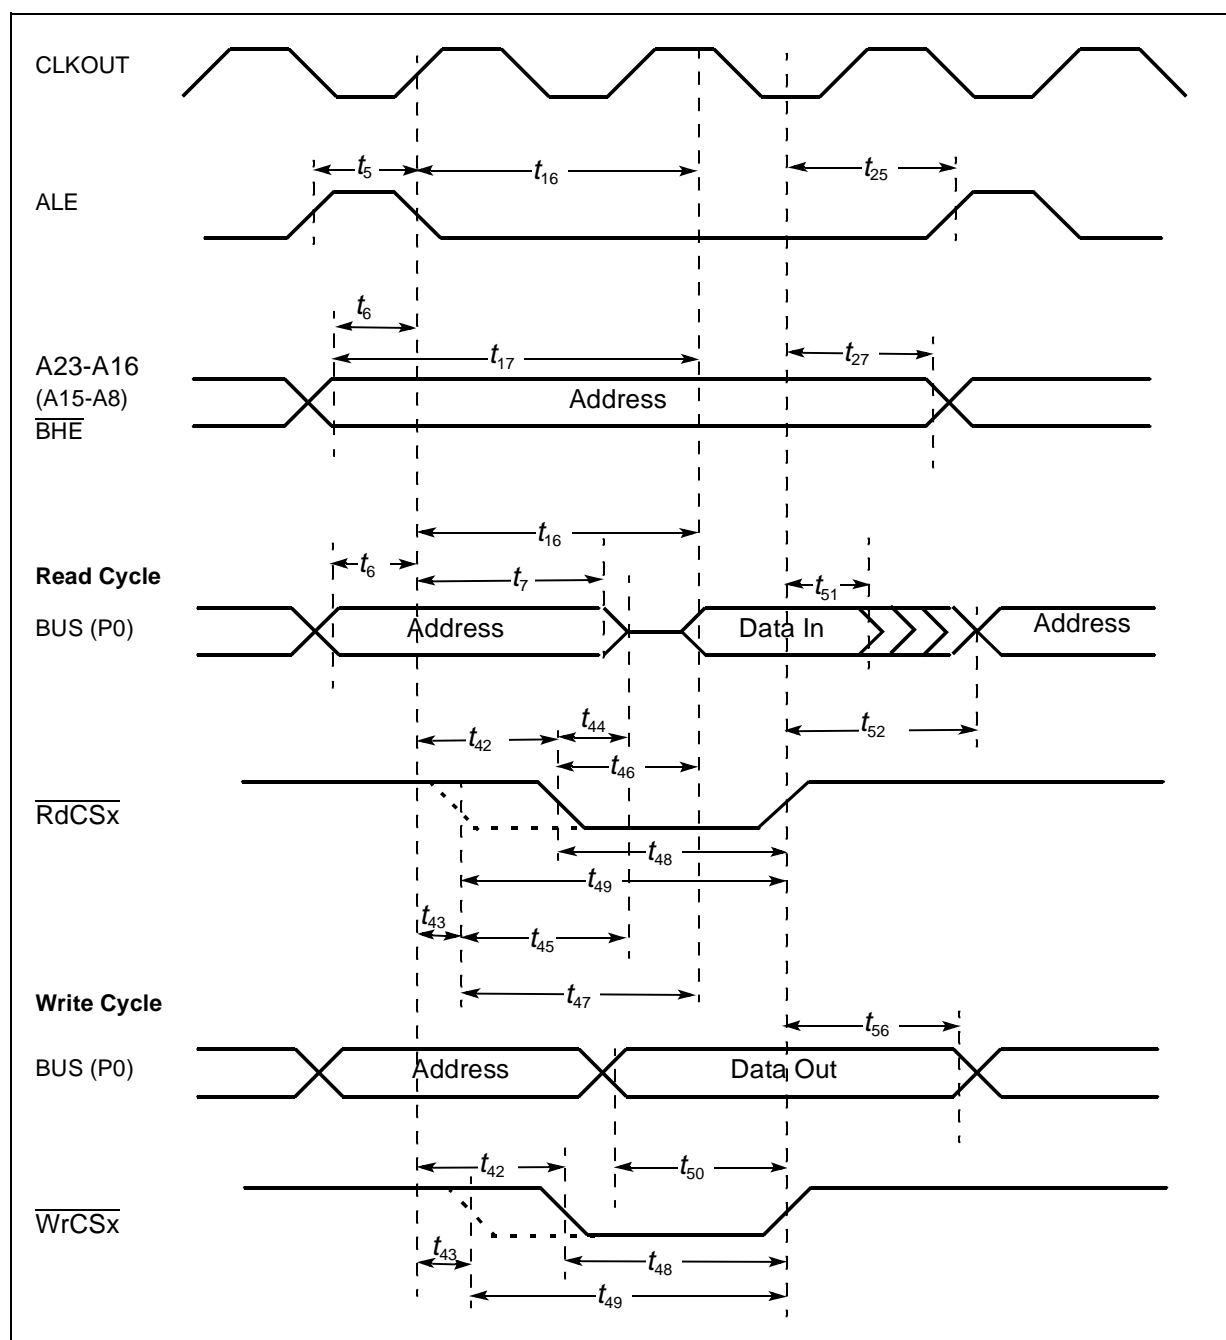 CLKOUT
t5 t16 t25
ALE
t6
A23-A16 t17 t27
(A15-A8) Address
BHE
t16
Read Cycle t6 t7 t51
BUS (P0) Address Data In Address
t42 t44 t52
t46
RdCSx
t48
t49
t43 t45
t47
Write Cycle
t56
BUS (P0) Address Data Out
t42 t50
WrCSx
t43 t48
t49